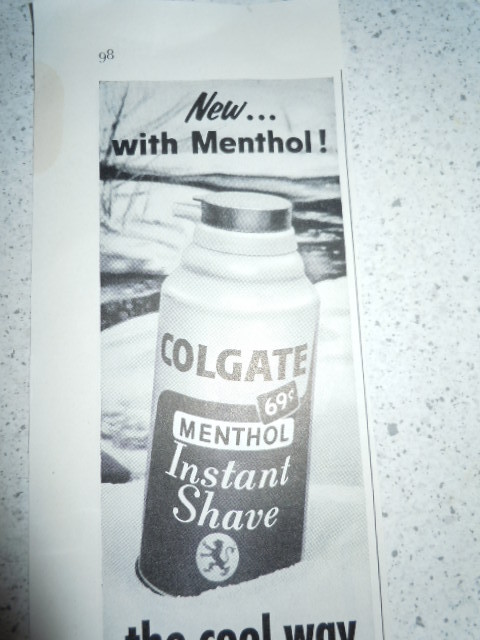 98
New...
with Menthol!
COLGATE
69¢
MENTHOL
Instant
Shave
the cool way